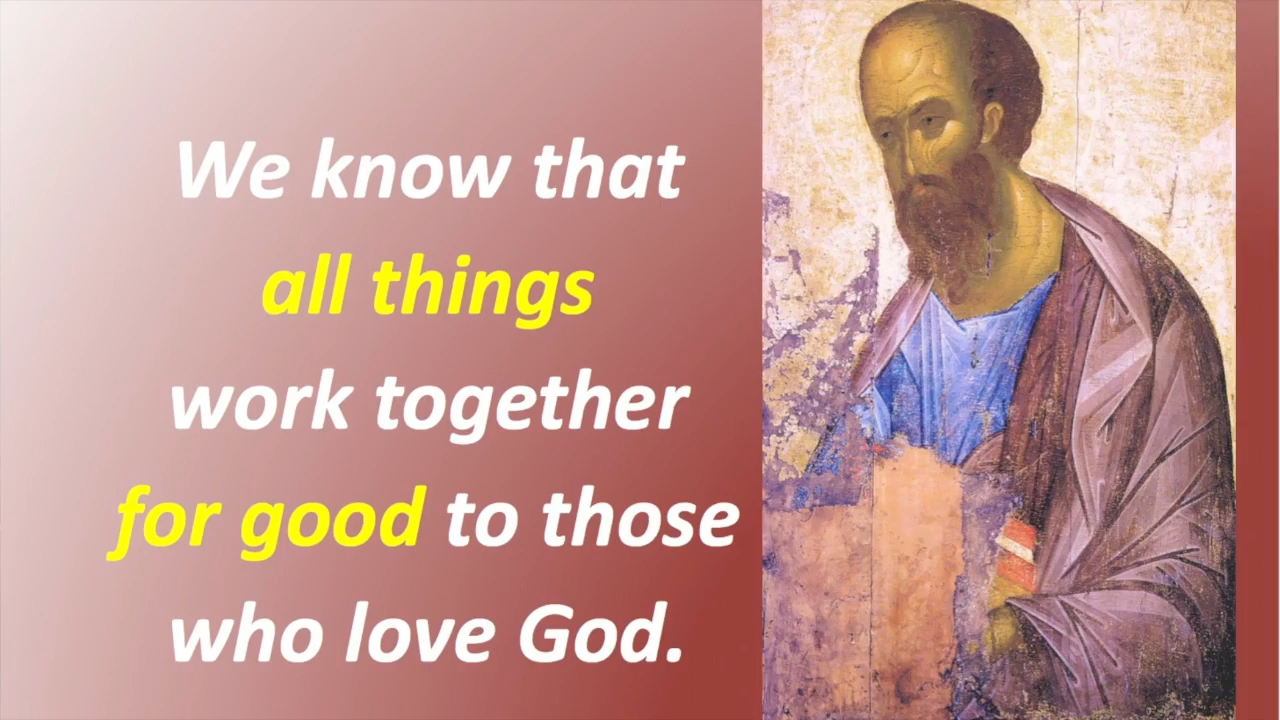 We know that
all things
work together
for good to those
who love God.